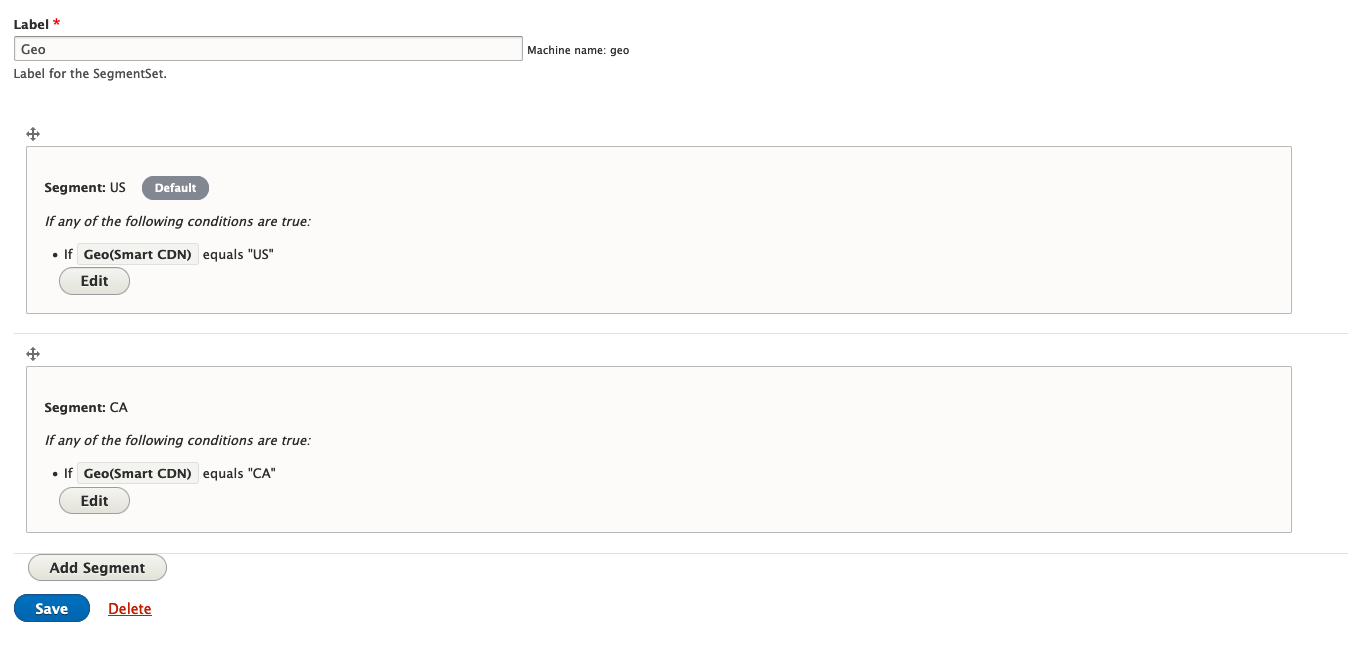 Label *
Geo Machine name: geo
Label for the SegmentSet.
Segment: US Default
If any of the following conditions are true:
• If Geo(Smart CDN) equals "US"
Edit
Segment: CA
If any of the following conditions are true:
• If Geo(Smart CDN) equals "CA"
Edit
Add Segment
Save Delete